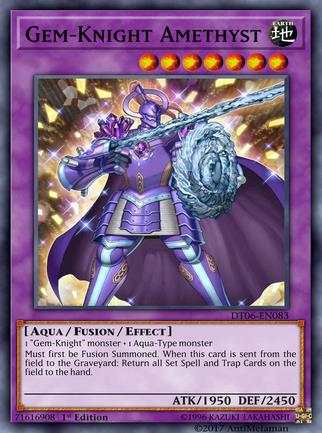 GEM-KNIGHT AMETHYST
EARTH
地
DT06-EN083
[AQUA / FUSION / EFFECT]
1 "Gem-Knight" monster + 1 Aqua-Type monster
Must first be Fusion Summoned. When this card is sent from
the field to the Graveyard: Return all Set Spell and Trap Cards on
the field to the hand.
ATK/1950 DEF/2450
71616908 1st Edition ©1996 KAZUKI TAKAHASHI
©2017 AntiMetaman